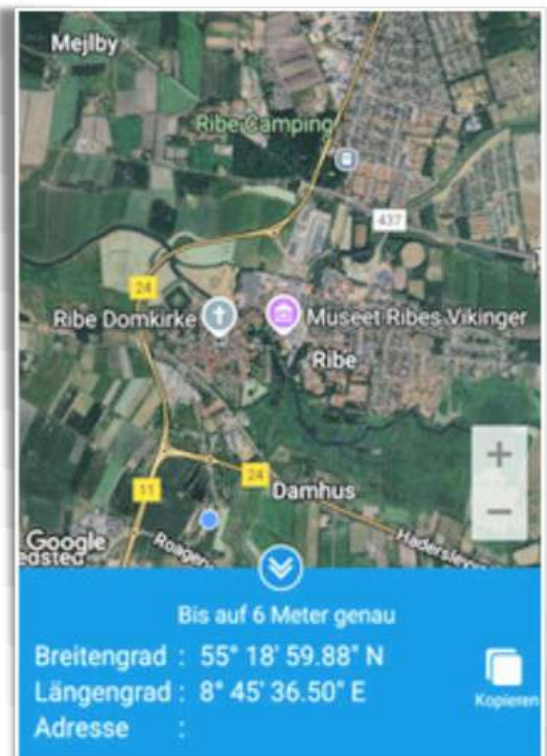 Mejlby
Ribe Camping
437
24
Ribe Domkirke
Museet Ribes Vikinger
Ribe
24
11
Damhus
Google
Bis auf 6 Meter genau
Breitengrad : 55° 18' 59.88" N
Längengrad : 8° 45' 36.50" E
Kopieren
Adresse :